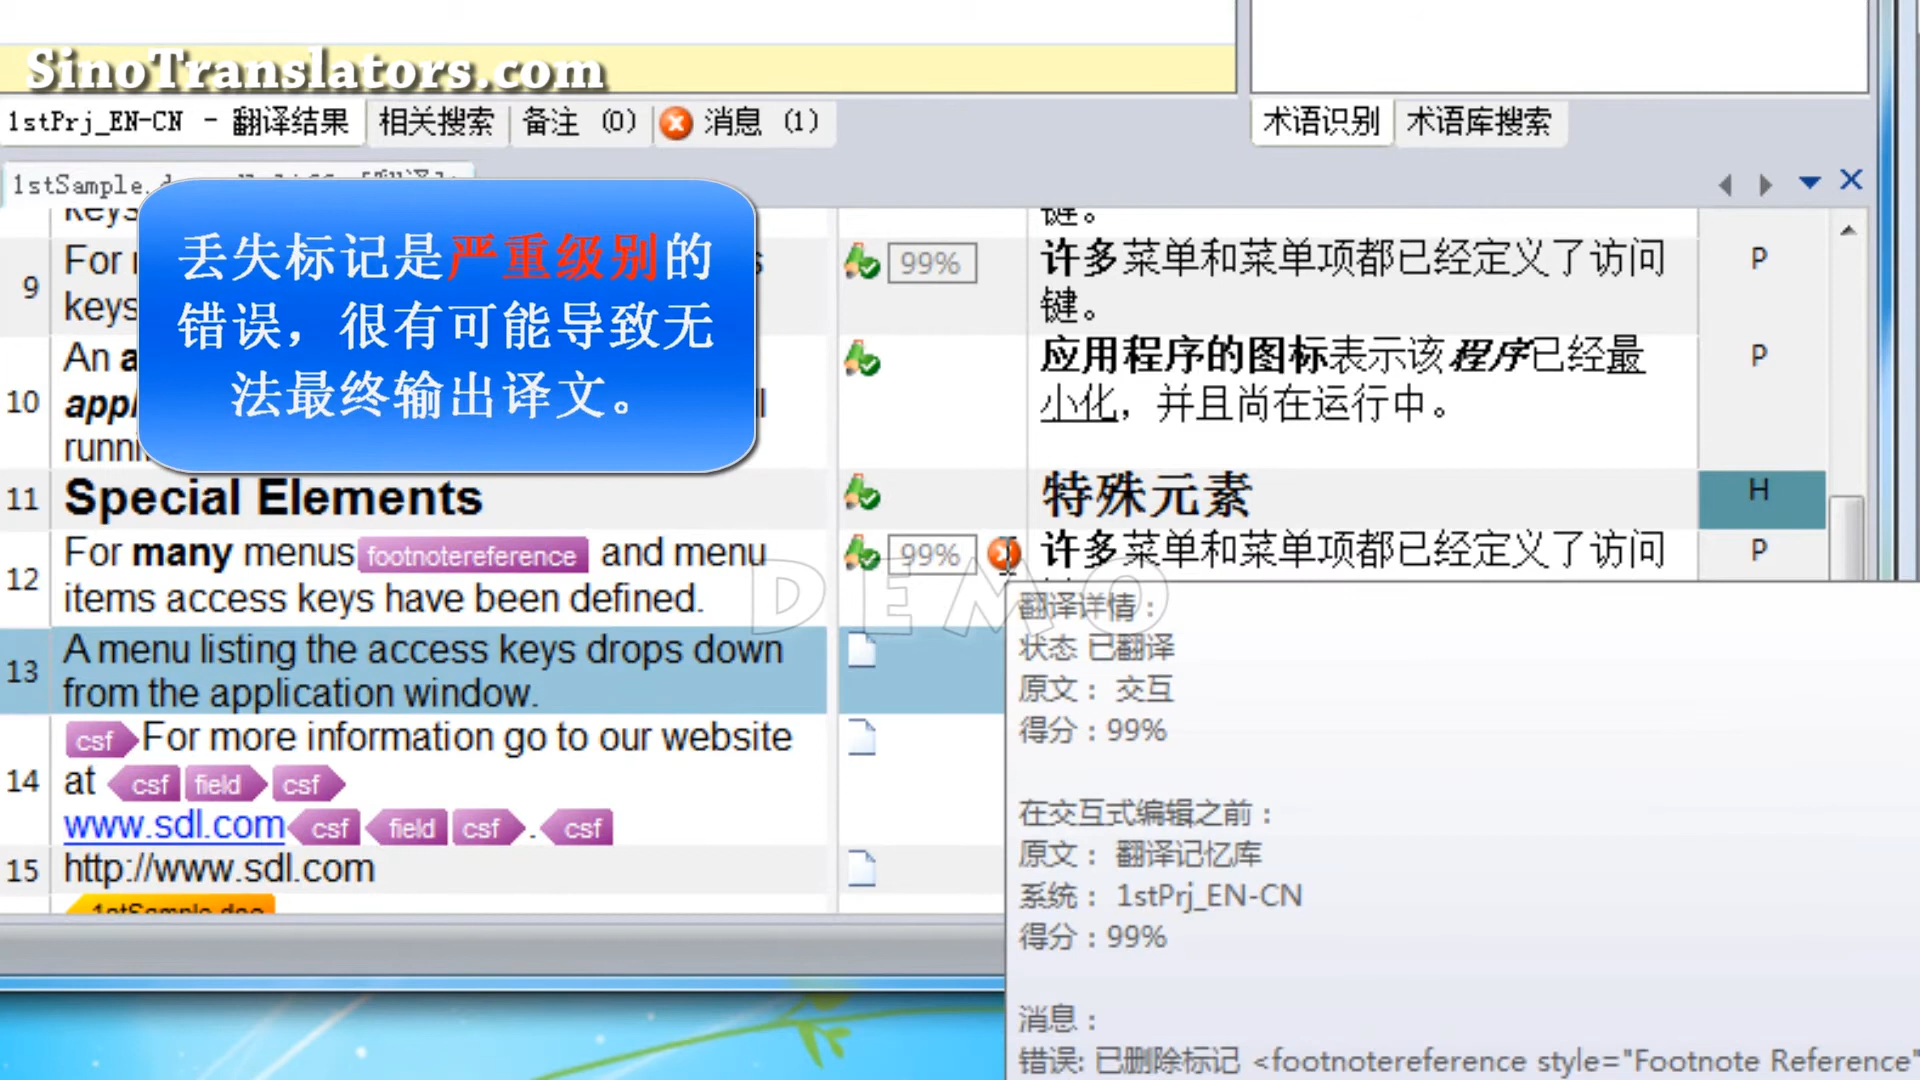 SinoTranslators.com
1stPrj_EN-CN - 翻译结果 相关搜索 备注 (0) 消息 (1) 术语识别 术语库搜索
1stSample.
丢失标记是严重级别的
错误，很有可能导致无
法最终输出译文。
keys 键。
9 For 99% 许多菜单和菜单项都已经定义了访问 P
keys 键。
10 An 应用程序的图标表示该程序已经最 P
小化，并且尚在运行中。
11 Special Elements 特殊元素 H
12 For many menus footnotereference and menu 99% 许多菜单和菜单项都已经定义了访问 P
items access keys have been defined.
13 A menu listing the access keys drops down
from the application window.
14 csf For more information go to our website
at csf field csf
www.sdl.com csf field csf . csf
15 http://www.sdl.com
1stSample.doc
DEMO
翻译详情：
状态 已翻译
原文： 交互
得分：99%
在交互式编辑之前：
原文： 翻译记忆库
系统： 1stPrj_EN-CN
得分：99%
消息：
错误: 已删除标记 <footnotereference style="Footnote Reference"